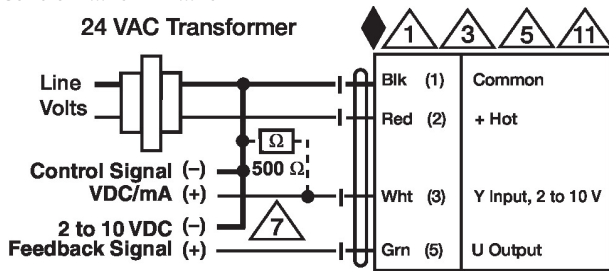 24 VAC Transformer
1 3 5 11
Line
Volts
Blk (1) Common
Red (2) + Hot
Ω
500 Ω
Control Signal (–)
VDC/mA (+)
Wht (3) Y Input, 2 to 10 V
7
2 to 10 VDC (–)
Feedback Signal (+)
Grn (5) U Output